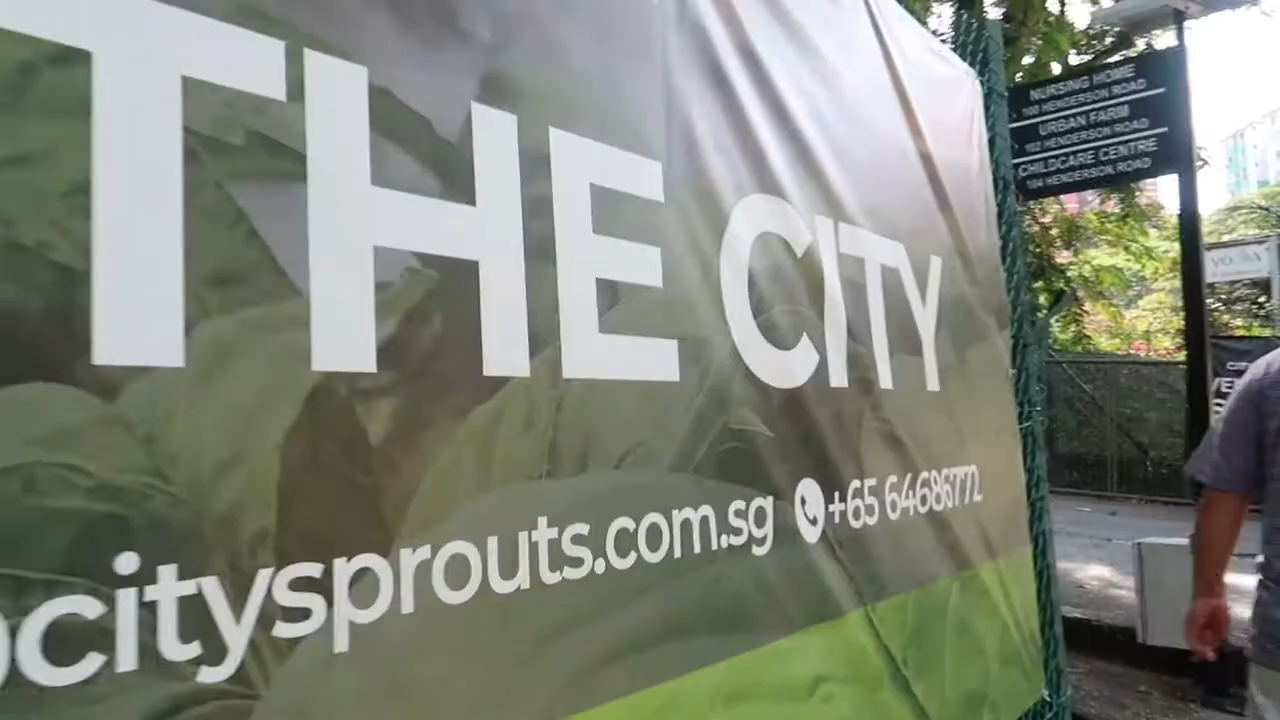 THE CITY
citysprouts.com.sg +65 64686772
NURSING HOME
100 HENDERSON ROAD
URBAN FARM
102 HENDERSON ROAD
CHILDCARE CENTRE
104 HENDERSON ROAD